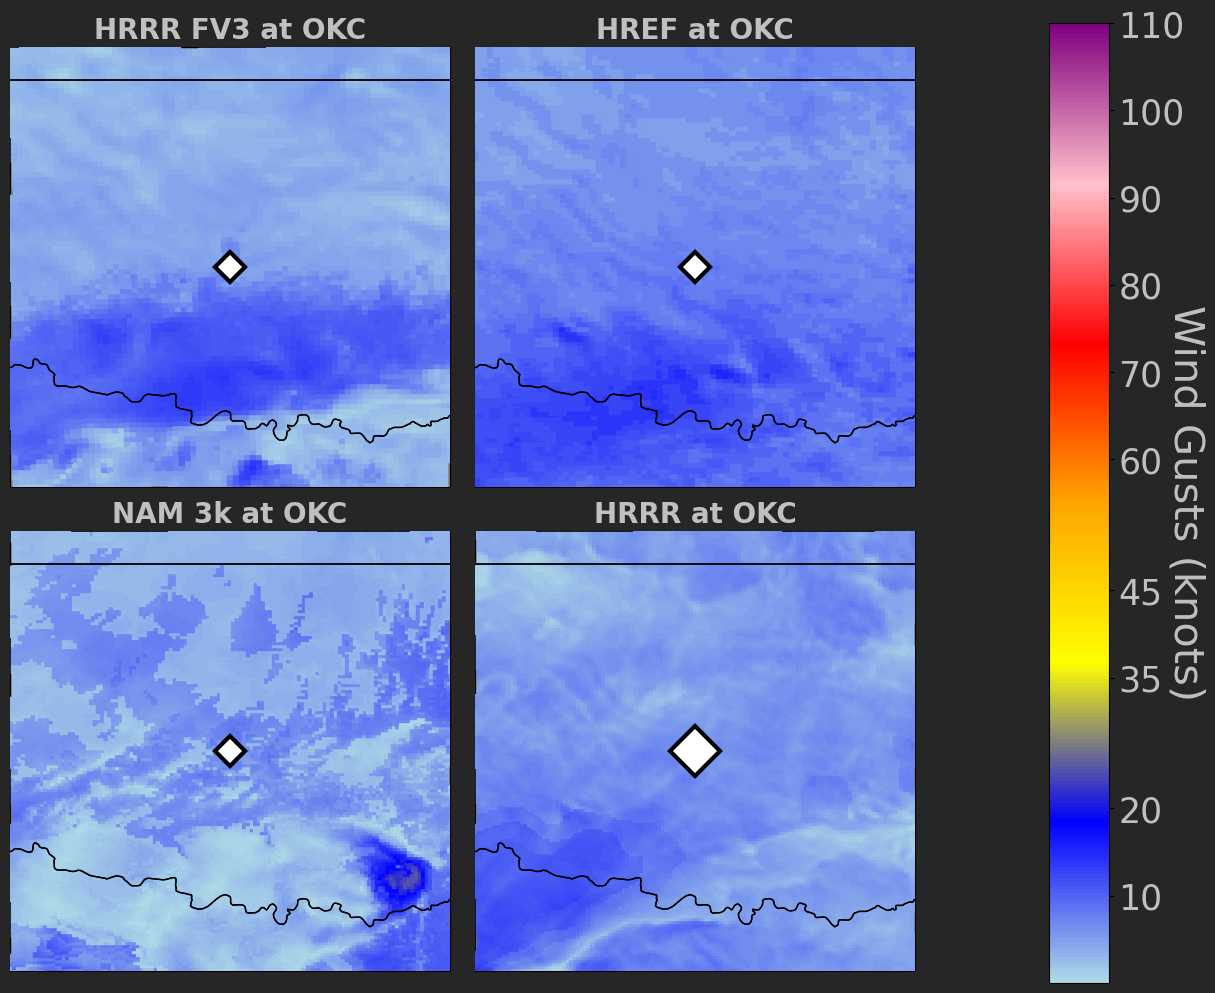 HRRR FV3 at OKC
HREF at OKC
NAM 3k at OKC
HRRR at OKC
110
100
90
80
70
60
45
35
20
10
Wind Gusts (knots)